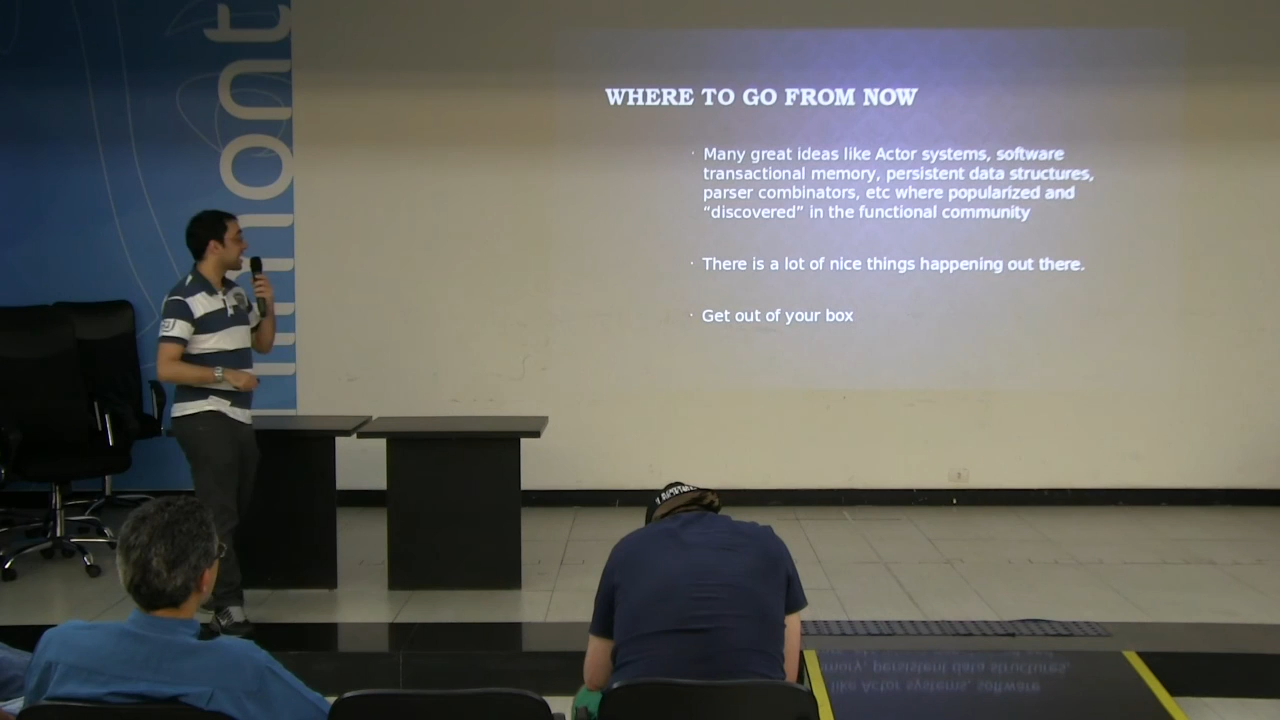 WHERE TO GO FROM NOW
· Many great ideas like Actor systems, software
transactional memory, persistent data structures,
parser combinators, etc where popularized and
“discovered” in the functional community
· There is a lot of nice things happening out there.
· Get out of your box